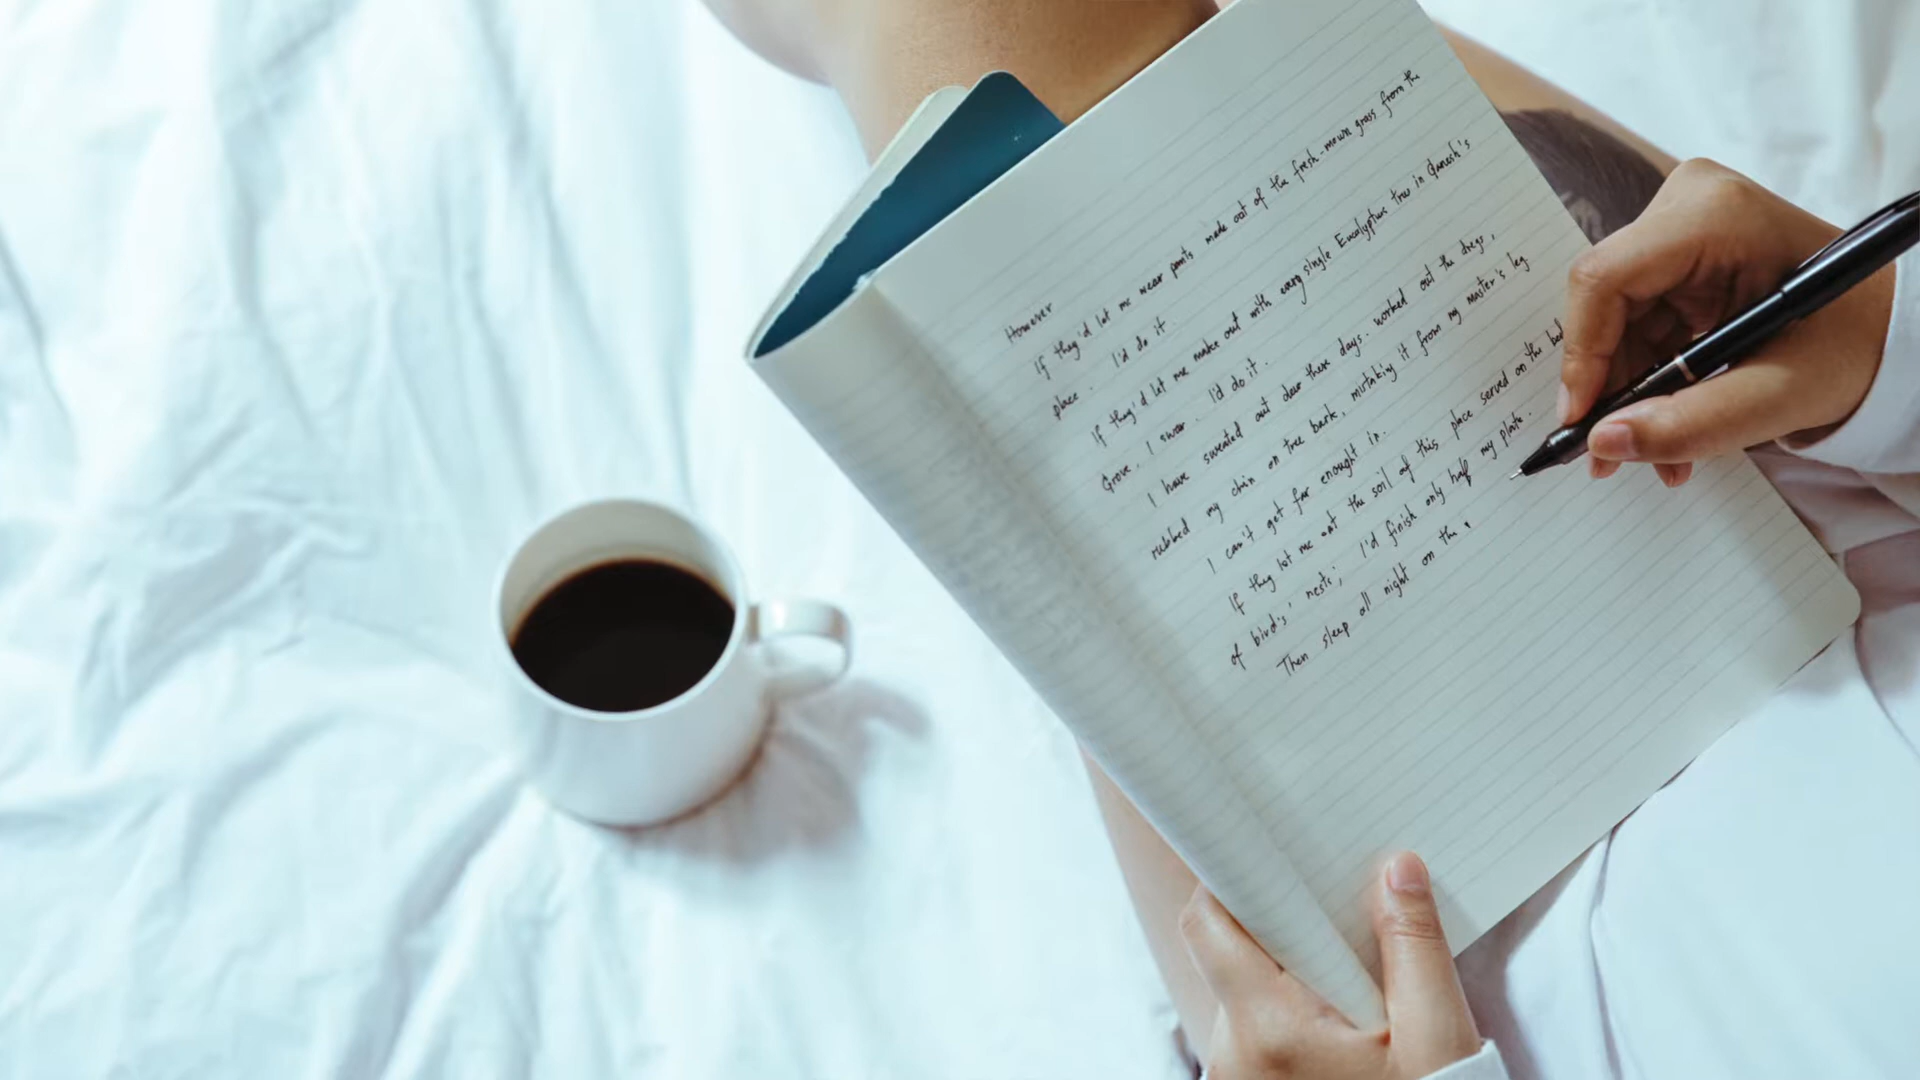 However
If they'd let me wear pants made out of the fresh-mown grass from the
place. I'd do it
If they'd let me make out with every single Eucalyptus tree in Ganesh's
Grove. I swear. I'd do it.
I have sweated out dew these days. worked out the dregs,
rubbed my chin on tree bark, mistaking it from my master's leg
I can't get far enough in.
If they let me eat the soil of this place served on the bed
of bird's' nests; I'd finish only half my plate.
Then sleep all night on the